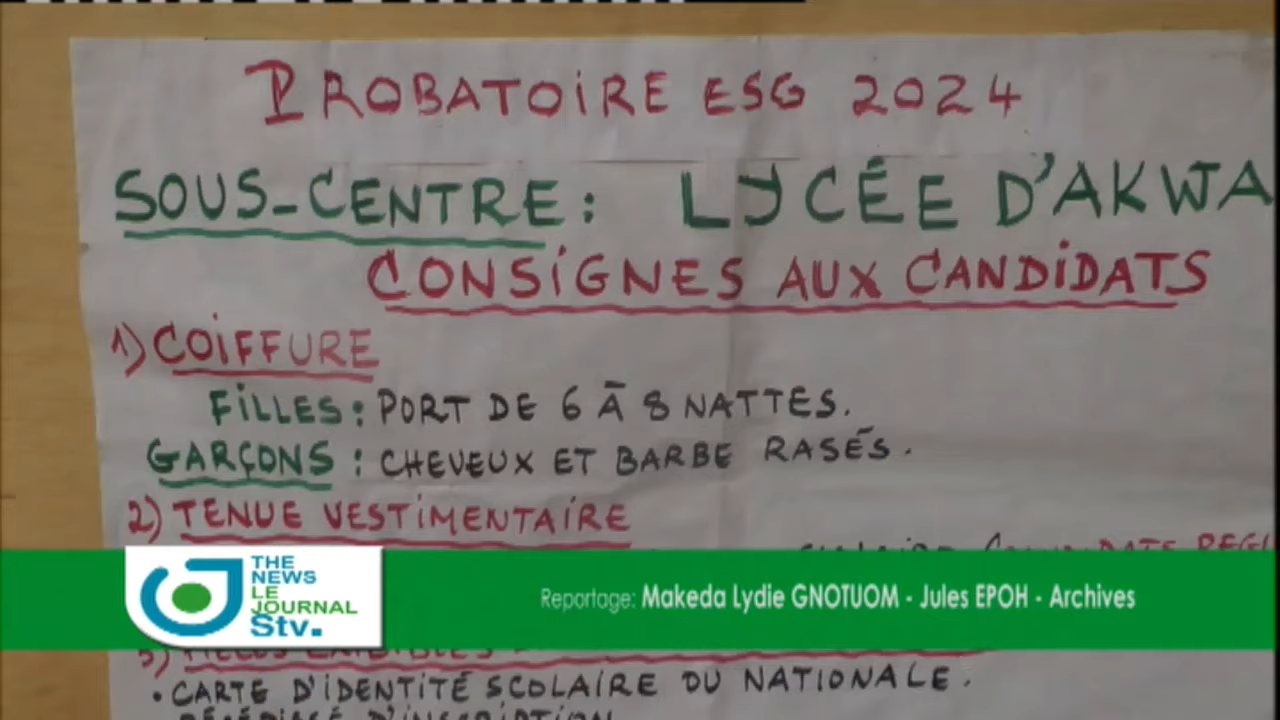 PROBATOIRE ESG 2024
SOUS-CENTRE: LYCÉE D'AKWA
CONSIGNES AUX CANDIDATS
1) COIFFURE
FILLES: PORT DE 6 À 8 NATTES.
GARÇONS: CHEVEUX ET BARBE RASÉS.
2) TENUE VESTIMENTAIRE
THE NEWS LE JOURNAL Stv.
Reportage: Makeda Lydie GNOTUOM - Jules EPOH - Archives
• CARTE D'IDENTITÉ SCOLAIRE OU NATIONALE.
D'INSCRIPTION